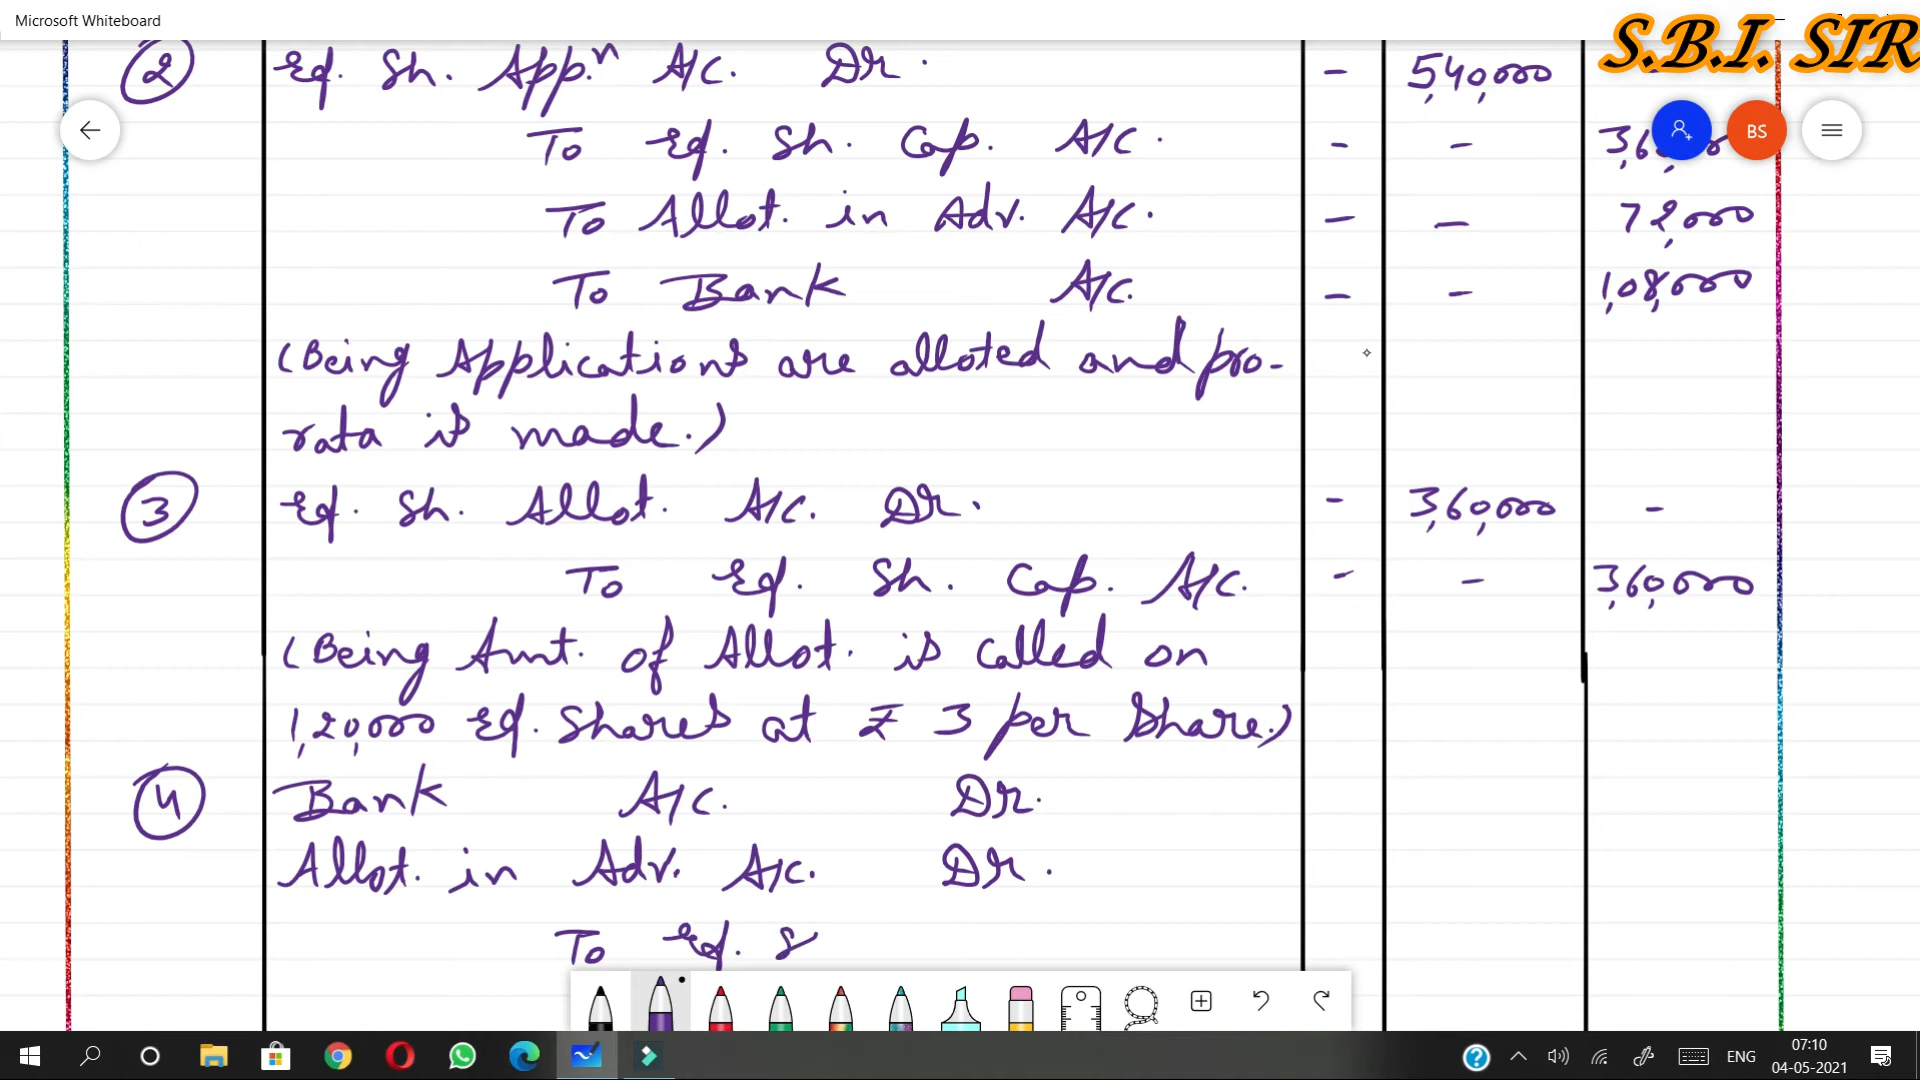 Microsoft Whiteboard
S.B.I. SIR
② Eq. Sh. App.n A/c. Dr. - 5,40,000 -
To Eq. Sh. Cap. A/c. - -
BS
To Allot. in Adv. A/c. - - 72,000
To Bank A/c. - - 1,08,000
(Being Applications are alloted and pro-
rata is made.)
③ Eq. Sh. Allot. A/c. Dr. - 3,60,000 -
To Eq. Sh. Cap. A/c. - - 3,60,000
(Being Amt. of Allot. is called on
1,20,000 Eq. Shares at ₹ 3 per Share.)
④ Bank A/c. Dr.
Allot. in Adv. A/c. Dr.
To Eq. S
ENG
07:10
04-05-2021